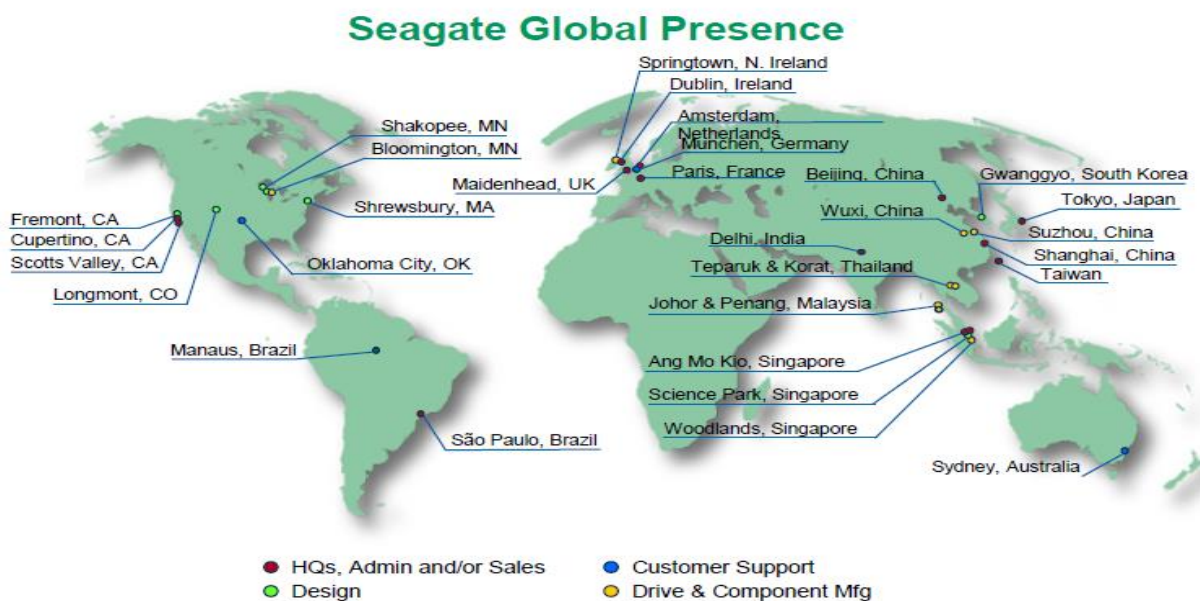 Seagate Global Presence
Springtown, N. Ireland
Dublin, Ireland
Amsterdam,
Netherlands
Munchen, Germany
Paris, France
Maidenhead, UK
Shakopee, MN
Bloomington, MN
Shrewsbury, MA
Fremont, CA
Cupertino, CA
Scotts Valley, CA
Longmont, CO
Oklahoma City, OK
Beijing, China
Gwanggyo, South Korea
Tokyo, Japan
Wuxi, China
Suzhou, China
Delhi, India
Shanghai, China
Taiwan
Teparuk & Korat, Thailand
Johor & Penang, Malaysia
Manaus, Brazil
Ang Mo Kio, Singapore
Science Park, Singapore
Woodlands, Singapore
São Paulo, Brazil
Sydney, Australia
HQs, Admin and/or Sales
Customer Support
Design
Drive & Component Mfg